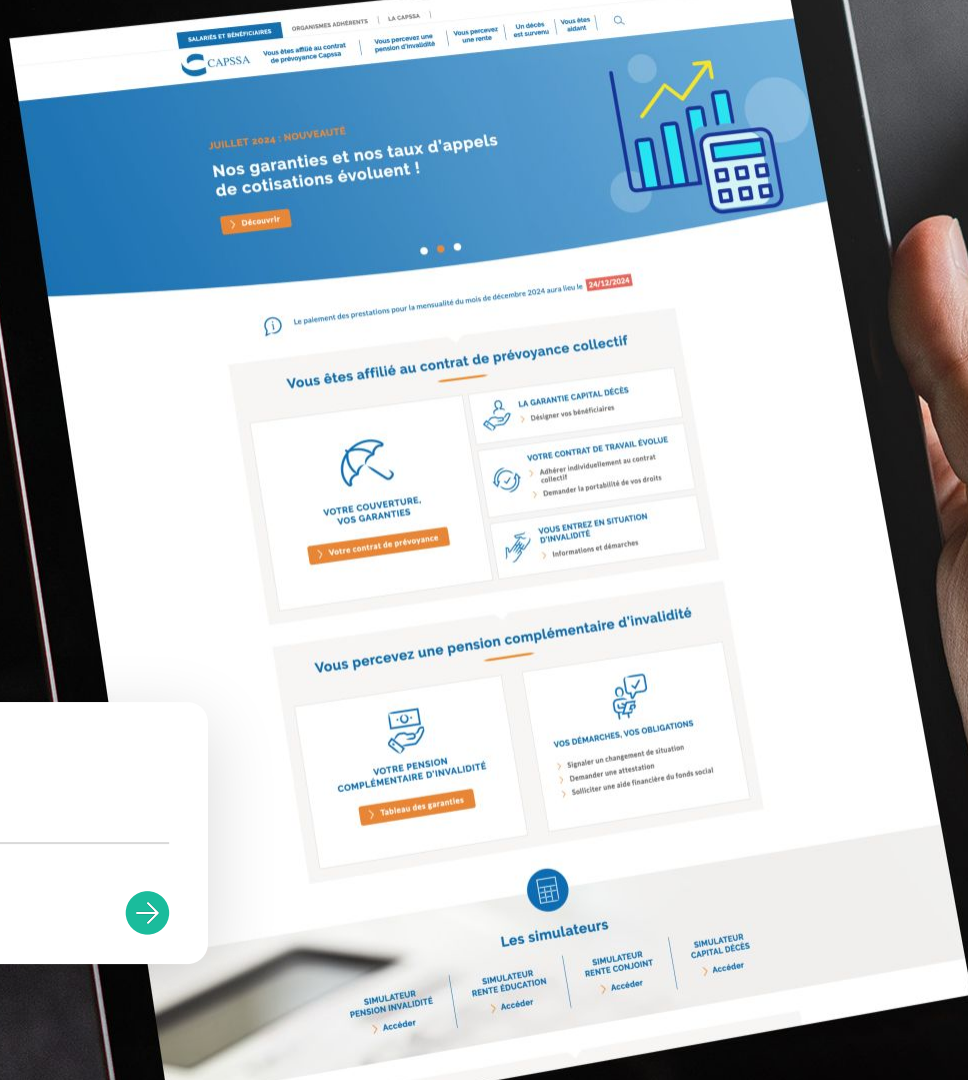 SALARIÉS ET BÉNÉFICIAIRES
ORGANISMES ADHÉRENTS
LA CAPSSA
CAPSSA
Vous êtes affilié au contrat
de prévoyance Capssa
Vous percevez une
pension d'invalidité
Vous percevez
une rente
Un décès
est survenu
Vous êtes
aidant
JUILLET 2024 : NOUVEAUTÉ
Nos garanties et nos taux d'appels
de cotisations évoluent !
Découvrir
Le paiement des prestations pour la mensualité du mois de décembre 2024 aura lieu le 24/12/2024
Vous êtes affilié au contrat de prévoyance collectif
VOTRE COUVERTURE,
VOS GARANTIES
Votre contrat de prévoyance
LA GARANTIE CAPITAL DÉCÈS
Désigner vos bénéficiaires
VOTRE CONTRAT DE TRAVAIL ÉVOLUE
Adhérer individuellement au contrat
collectif
Demander la portabilité de vos droits
VOUS ENTREZ EN SITUATION
D'INVALIDITÉ
Informations et démarches
Vous percevez une pension complémentaire d'invalidité
VOTRE PENSION
COMPLÉMENTAIRE D'INVALIDITÉ
Tableau des garanties
VOS DÉMARCHES, VOS OBLIGATIONS
Signaler un changement de situation
Demander une attestation
Solliciter une aide financière du fonds social
Les simulateurs
SIMULATEUR
PENSION INVALIDITÉ
Accéder
SIMULATEUR
RENTE ÉDUCATION
Accéder
SIMULATEUR
RENTE CONJOINT
Accéder
SIMULATEUR
CAPITAL DÉCÈS
Accéder